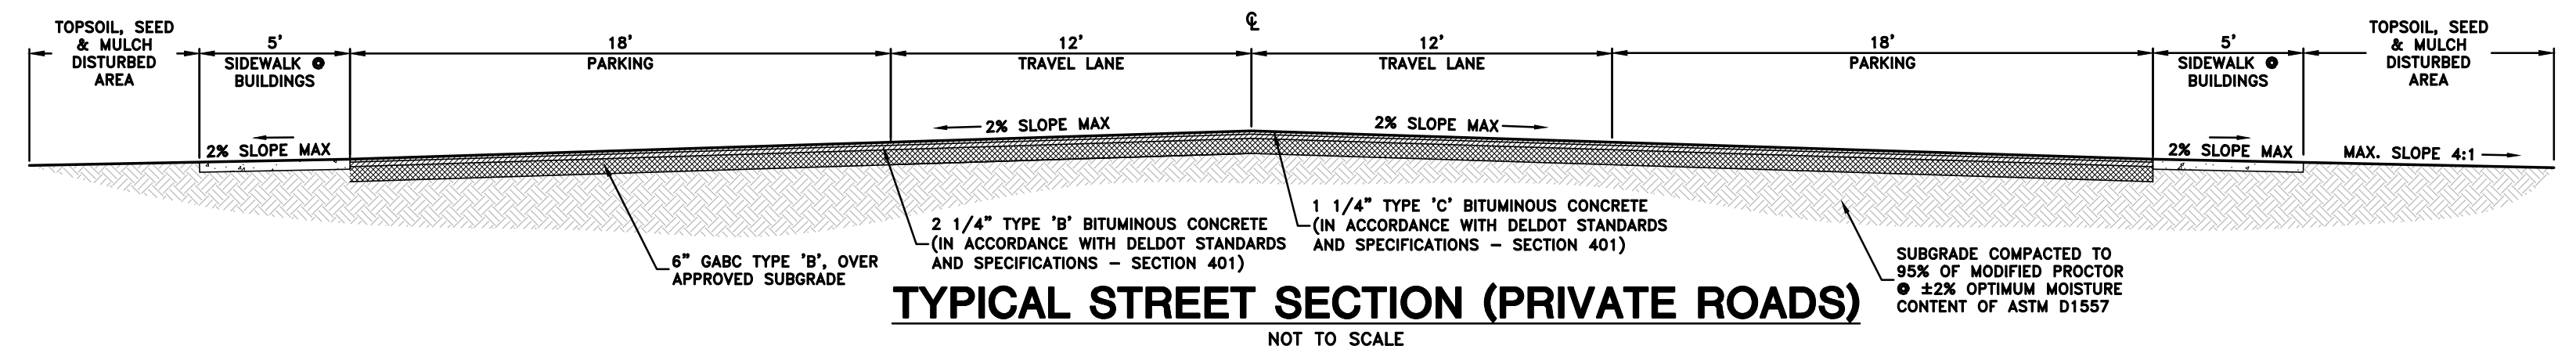 ℄
TOPSOIL, SEED
& MULCH
DISTURBED
AREA
5'
SIDEWALK @
BUILDINGS
18'
PARKING
12'
TRAVEL LANE
12'
TRAVEL LANE
18'
PARKING
5'
SIDEWALK @
BUILDINGS
TOPSOIL, SEED
& MULCH
DISTURBED
AREA
2% SLOPE MAX
2% SLOPE MAX
2% SLOPE MAX
2% SLOPE MAX
MAX. SLOPE 4:1
6" GABC TYPE 'B', OVER
APPROVED SUBGRADE
2 1/4" TYPE 'B' BITUMINOUS CONCRETE
(IN ACCORDANCE WITH DELDOT STANDARDS
AND SPECIFICATIONS - SECTION 401)
1 1/4" TYPE 'C' BITUMINOUS CONCRETE
(IN ACCORDANCE WITH DELDOT STANDARDS
AND SPECIFICATIONS - SECTION 401)
SUBGRADE COMPACTED TO
95% OF MODIFIED PROCTOR
@ ±2% OPTIMUM MOISTURE
CONTENT OF ASTM D1557
TYPICAL STREET SECTION (PRIVATE ROADS)
NOT TO SCALE